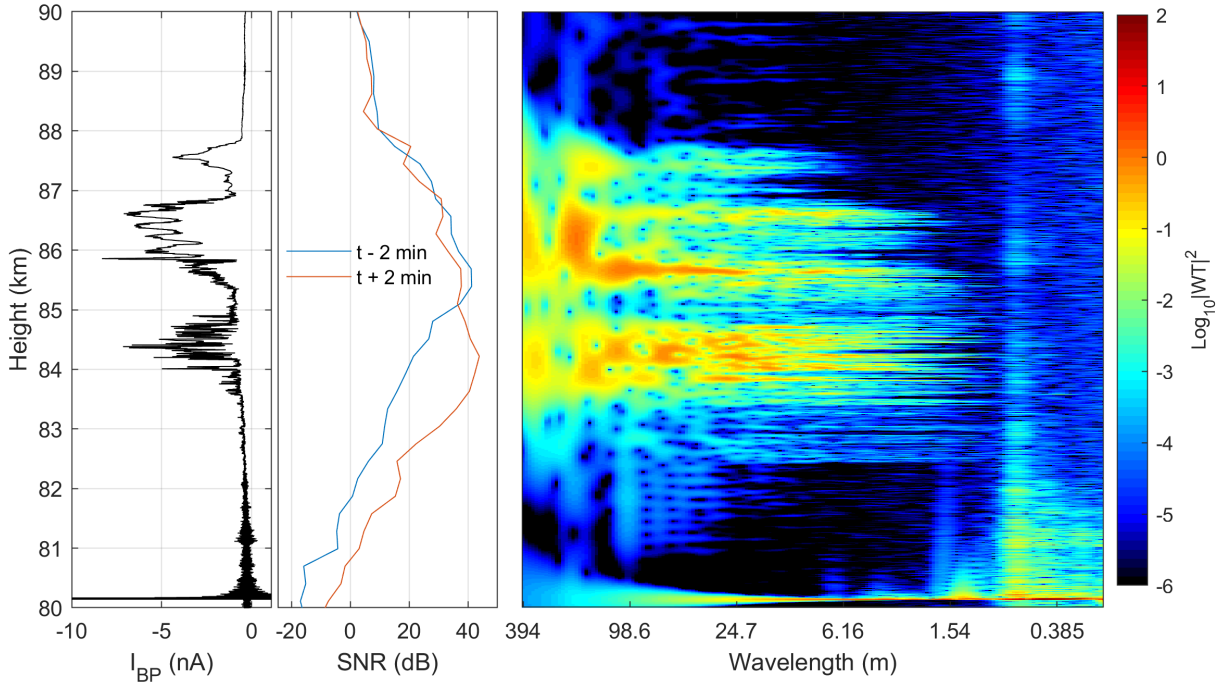 90
89
88
87
86
85
84
83
82
81
80
Height (km)
-10 -5 0
I_BP (nA)
t - 2 min
t + 2 min
-20 0 20 40
SNR (dB)
394 98.6 24.7 6.16 1.54 0.385
Wavelength (m)
2
1
0
-1
-2
-3
-4
-5
-6
Log₁₀|WT|²